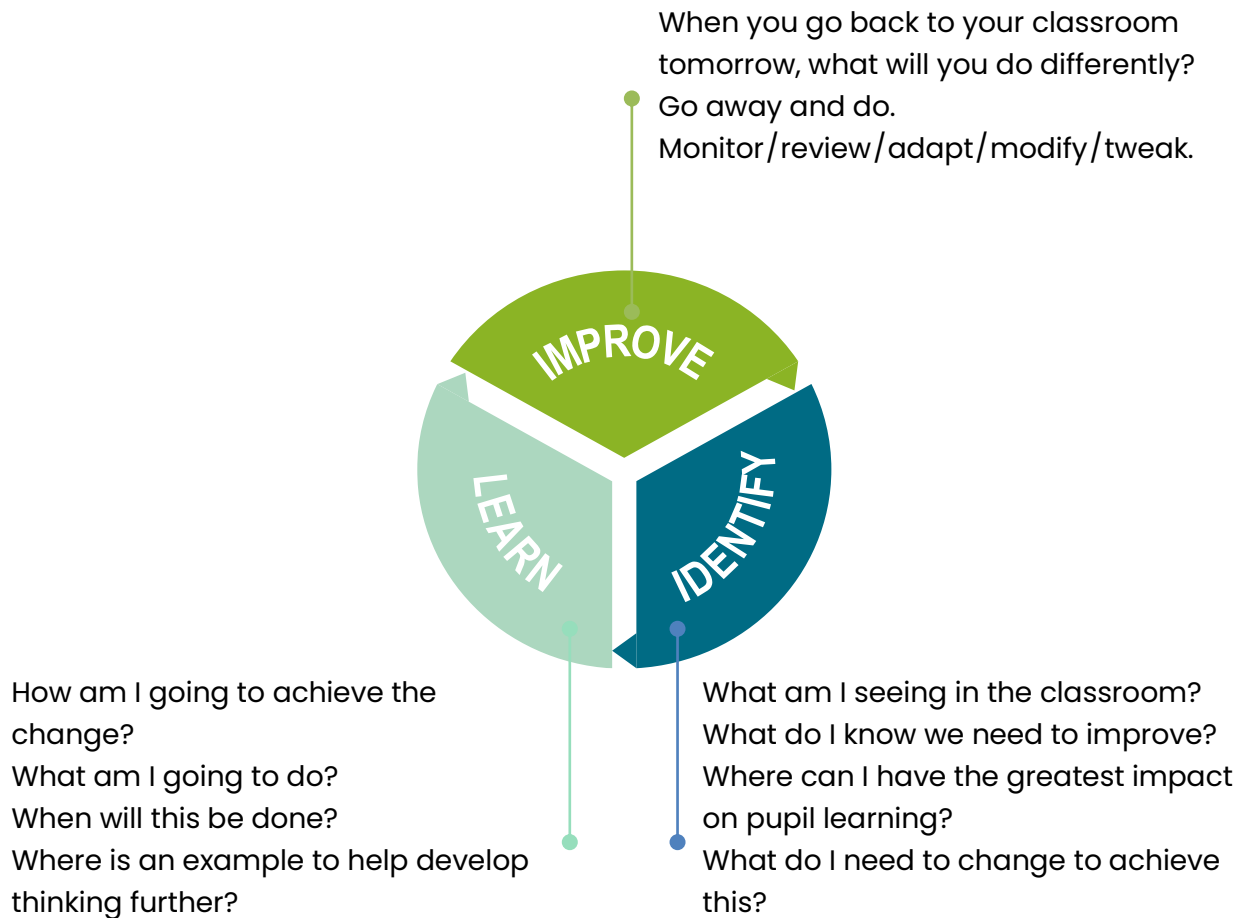 When you go back to your classroom
tomorrow, what will you do differently?
Go away and do.
Monitor/review/adapt/modify/tweak.
IMPROVE
LEARN
IDENTIFY
How am I going to achieve the
change?
What am I going to do?
When will this be done?
Where is an example to help develop
thinking further?
What am I seeing in the classroom?
What do I know we need to improve?
Where can I have the greatest impact
on pupil learning?
What do I need to change to achieve
this?